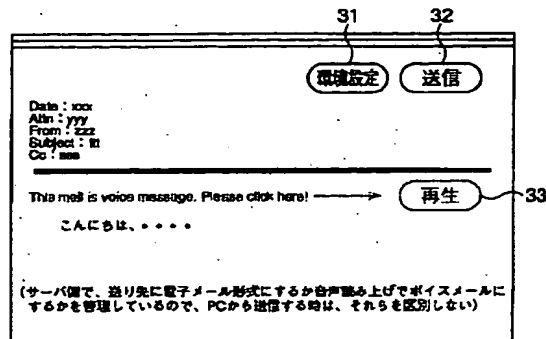 31 32
環境設定 送信
Date : xxx
Attn : yyy
From : zzz
Subject : ttt
Cc : sss
This mail is voice message. Please click here! 再生 33
こんにちは、・・・・
(サーバ側で、送り先に電子メール形式にするか音声読み上げでボイスメールに
するかを管理しているので、PCから送信する時は、それらを区別しない)